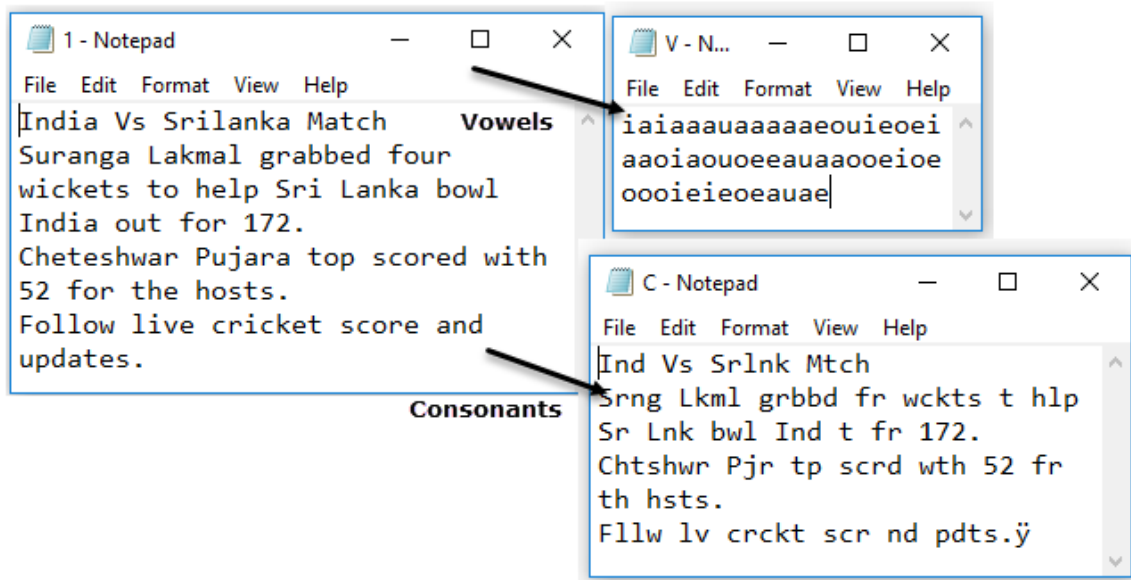 1 - Notepad
File Edit Format View Help
India Vs Srilanka Match
Suranga Lakmal grabbed four
wickets to help Sri Lanka bowl
India out for 172.
Cheteshwar Pujara top scored with
52 for the hosts.
Follow live cricket score and
updates.
Vowels
V - N...
File Edit Format View Help
iaiaaauaaaaaeouieoei
aaoiaouoeeauaaooeioe
oooieieoeauae
Consonants
C - Notepad
File Edit Format View Help
Ind Vs Srlnk Mtch
Srng Lkml grbbd fr wckts t hlp
Sr Lnk bwl Ind t fr 172.
Chtshwr Pjr tp scrd wth 52 fr
th hsts.
Fllw lv crckt scr nd pdts.ÿ